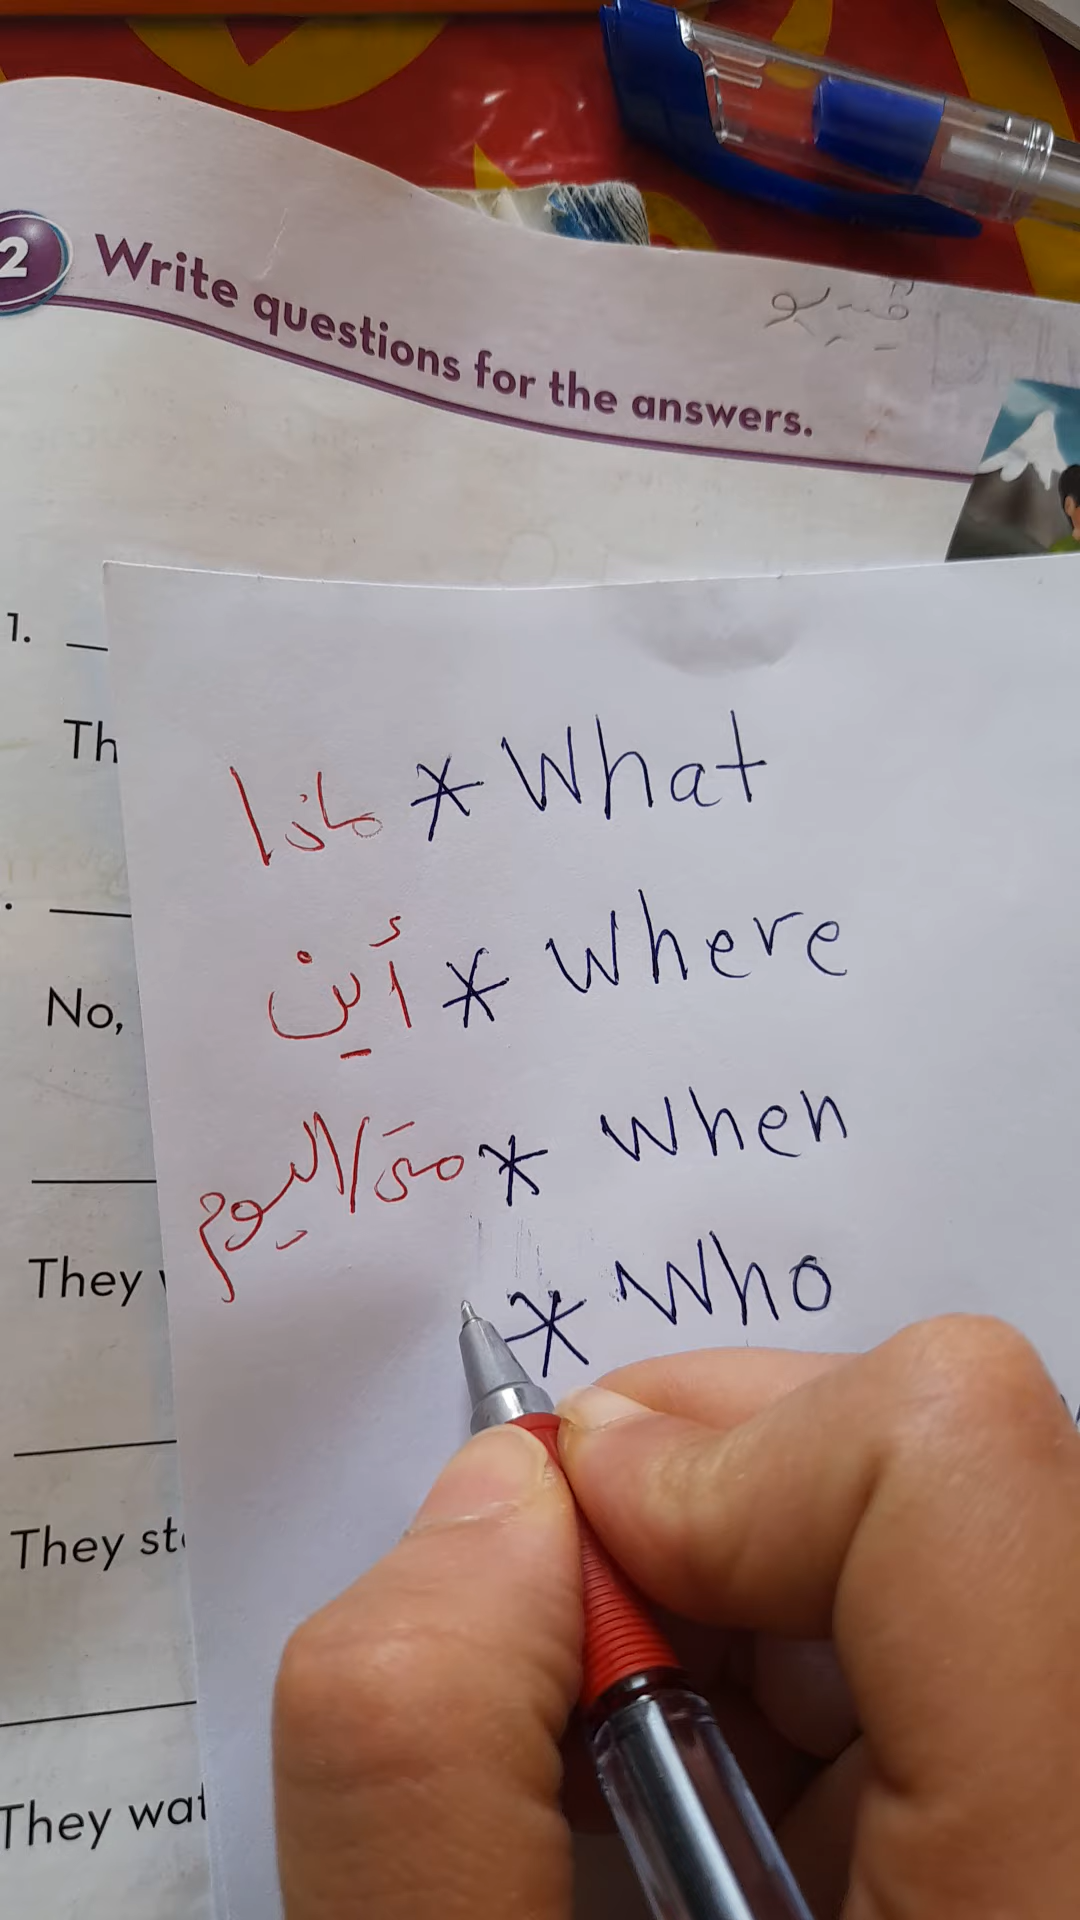 2 Write questions for the answers.
1.
Th
ماذا * What
أين * Where
No,
متى / اليوم * When
They
* Who
They st
They wat